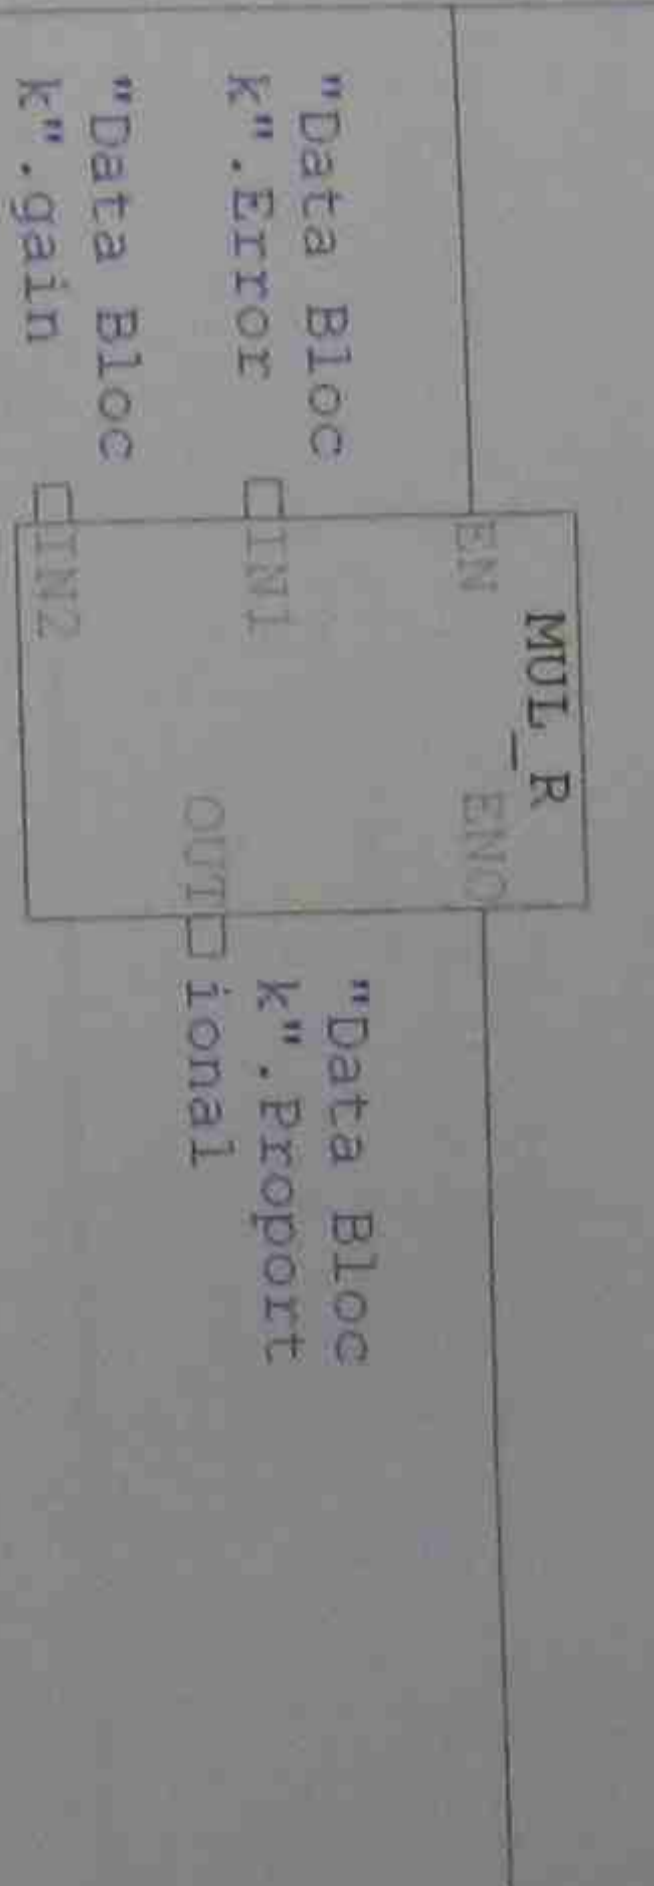 MUL_R
EN
ENO
"Data Bloc
k".Error
IN1
"Data Bloc
k".Proport
ional
OUT
"Data Bloc
k".gain
IN2